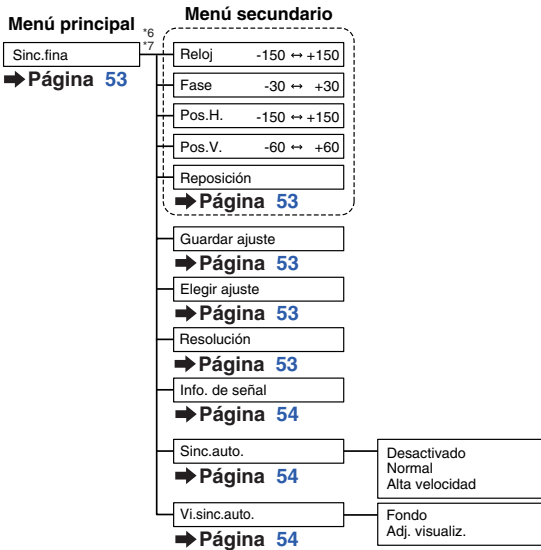 Menú principal
Menú secundario
*6
*7
Sinc.fina
➡Página 53
Reloj -150 ↔ +150
Fase -30 ↔ +30
Pos.H. -150 ↔ +150
Pos.V. -60 ↔ +60
Reposición
➡Página 53
Guardar ajuste
➡Página 53
Elegir ajuste
➡Página 53
Resolución
➡Página 53
Info. de señal
➡Página 54
Sinc.auto.
➡Página 54
Desactivado
Normal
Alta velocidad
Vi.sinc.auto.
➡Página 54
Fondo
Adj. visualiz.